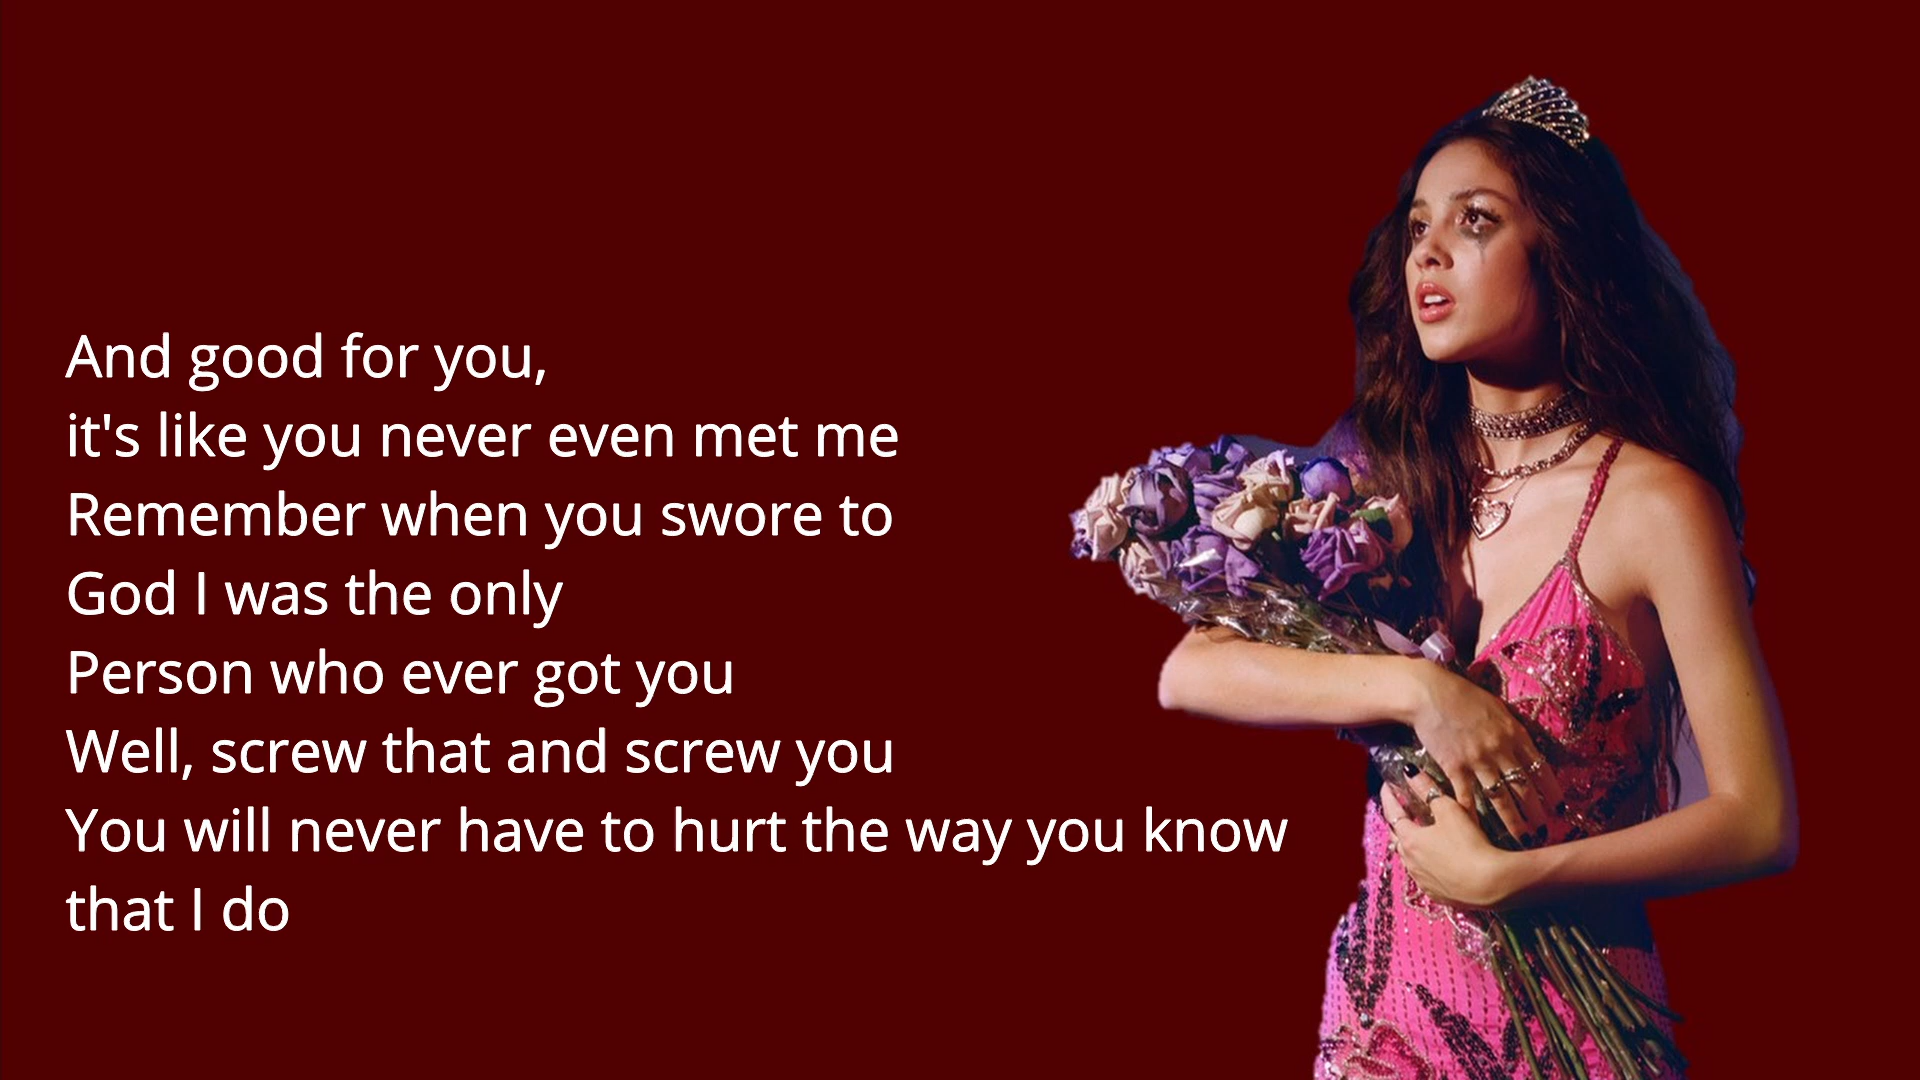 And good for you,
it's like you never even met me
Remember when you swore to
God I was the only
Person who ever got you
Well, screw that and screw you
You will never have to hurt the way you know
that I do